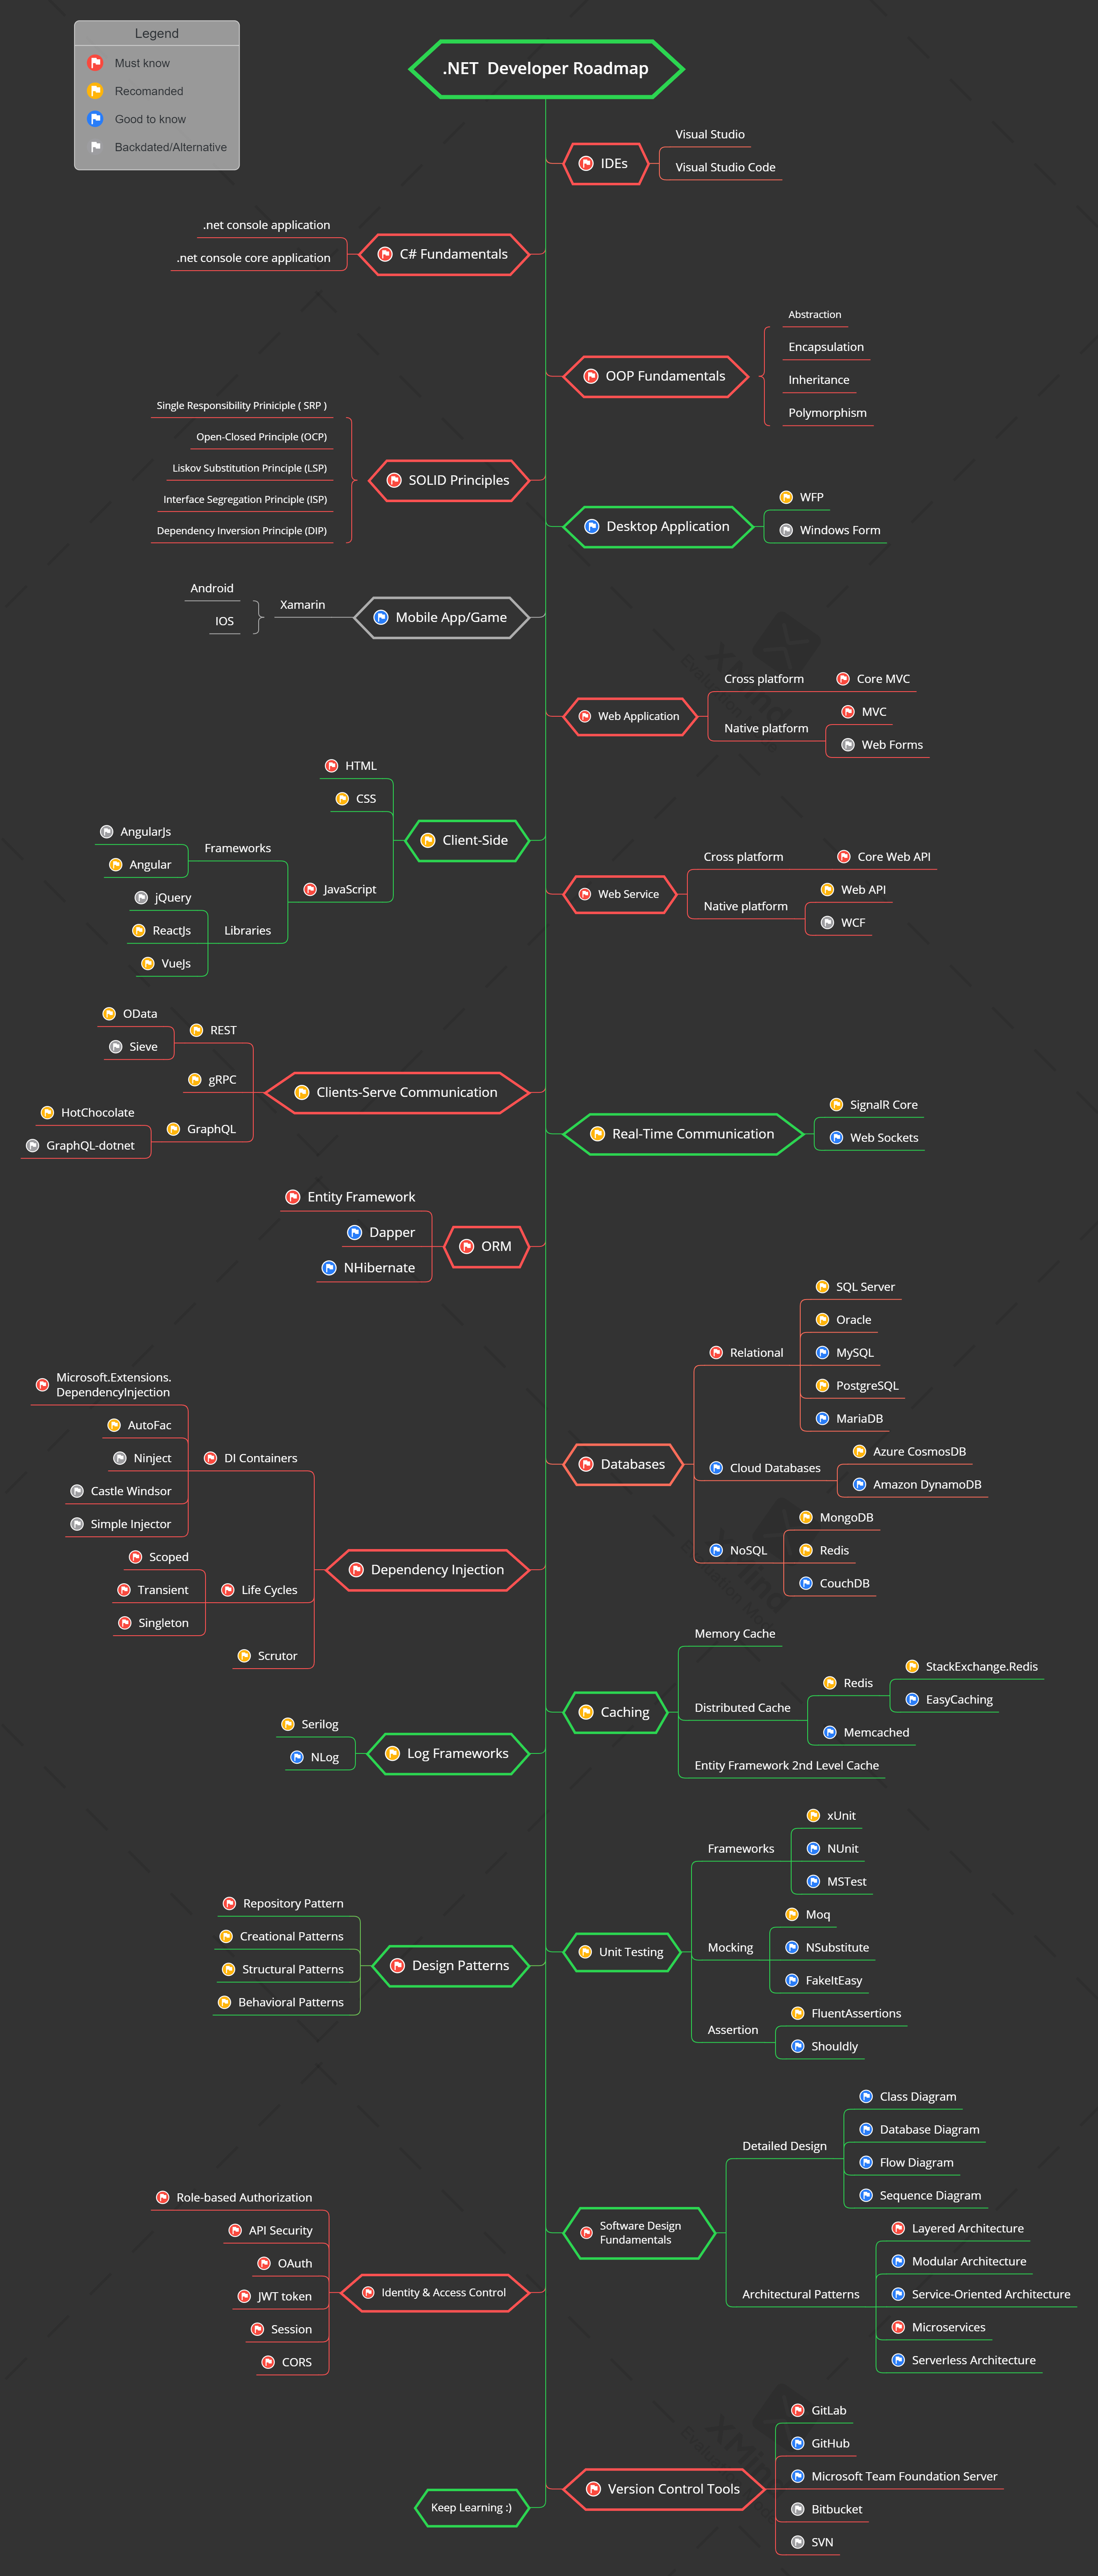 Legend
Must know
Recomanded
Good to know
Backdated/Alternative
.NET  Developer Roadmap
IDEs
Visual Studio
Visual Studio Code
C# Fundamentals
.net console application
.net console core application
OOP Fundamentals
Abstraction
Encapsulation
Inheritance
Polymorphism
SOLID Principles
Single Responsibility Priniciple ( SRP )
Open-Closed Principle (OCP)
Liskov Substitution Principle (LSP)
Interface Segregation Principle (ISP)
Dependency Inversion Principle (DIP)
Desktop Application
WFP
Windows Form
Mobile App/Game
Xamarin
Android
IOS
Web Application
Cross platform
Core MVC
Native platform
MVC
Web Forms
Client-Side
HTML
CSS
JavaScript
Frameworks
AngularJs
Angular
Libraries
jQuery
ReactJs
VueJs
Web Service
Cross platform
Core Web API
Native platform
Web API
WCF
Clients-Serve Communication
REST
OData
Sieve
gRPC
GraphQL
HotChocolate
GraphQL-dotnet
Real-Time Communication
SignalR Core
Web Sockets
ORM
Entity Framework
Dapper
NHibernate
Databases
Relational
SQL Server
Oracle
MySQL
PostgreSQL
MariaDB
Cloud Databases
Azure CosmosDB
Amazon DynamoDB
NoSQL
MongoDB
Redis
CouchDB
Dependency Injection
DI Containers
Microsoft.Extensions.
DependencyInjection
AutoFac
Ninject
Castle Windsor
Simple Injector
Life Cycles
Scoped
Transient
Singleton
Scrutor
Caching
Memory Cache
Distributed Cache
Redis
StackExchange.Redis
EasyCaching
Memcached
Entity Framework 2nd Level Cache
Log Frameworks
Serilog
NLog
Unit Testing
Frameworks
xUnit
NUnit
MSTest
Mocking
Moq
NSubstitute
FakeItEasy
Assertion
FluentAssertions
Shouldly
Design Patterns
Repository Pattern
Creational Patterns
Structural Patterns
Behavioral Patterns
Software Design
Fundamentals
Detailed Design
Class Diagram
Database Diagram
Flow Diagram
Sequence Diagram
Architectural Patterns
Layered Architecture
Modular Architecture
Service-Oriented Architecture
Microservices
Serverless Architecture
Identity & Access Control
Role-based Authorization
API Security
OAuth
JWT token
Session
CORS
Version Control Tools
GitLab
GitHub
Microsoft Team Foundation Server
Bitbucket
SVN
Keep Learning :)
XMind